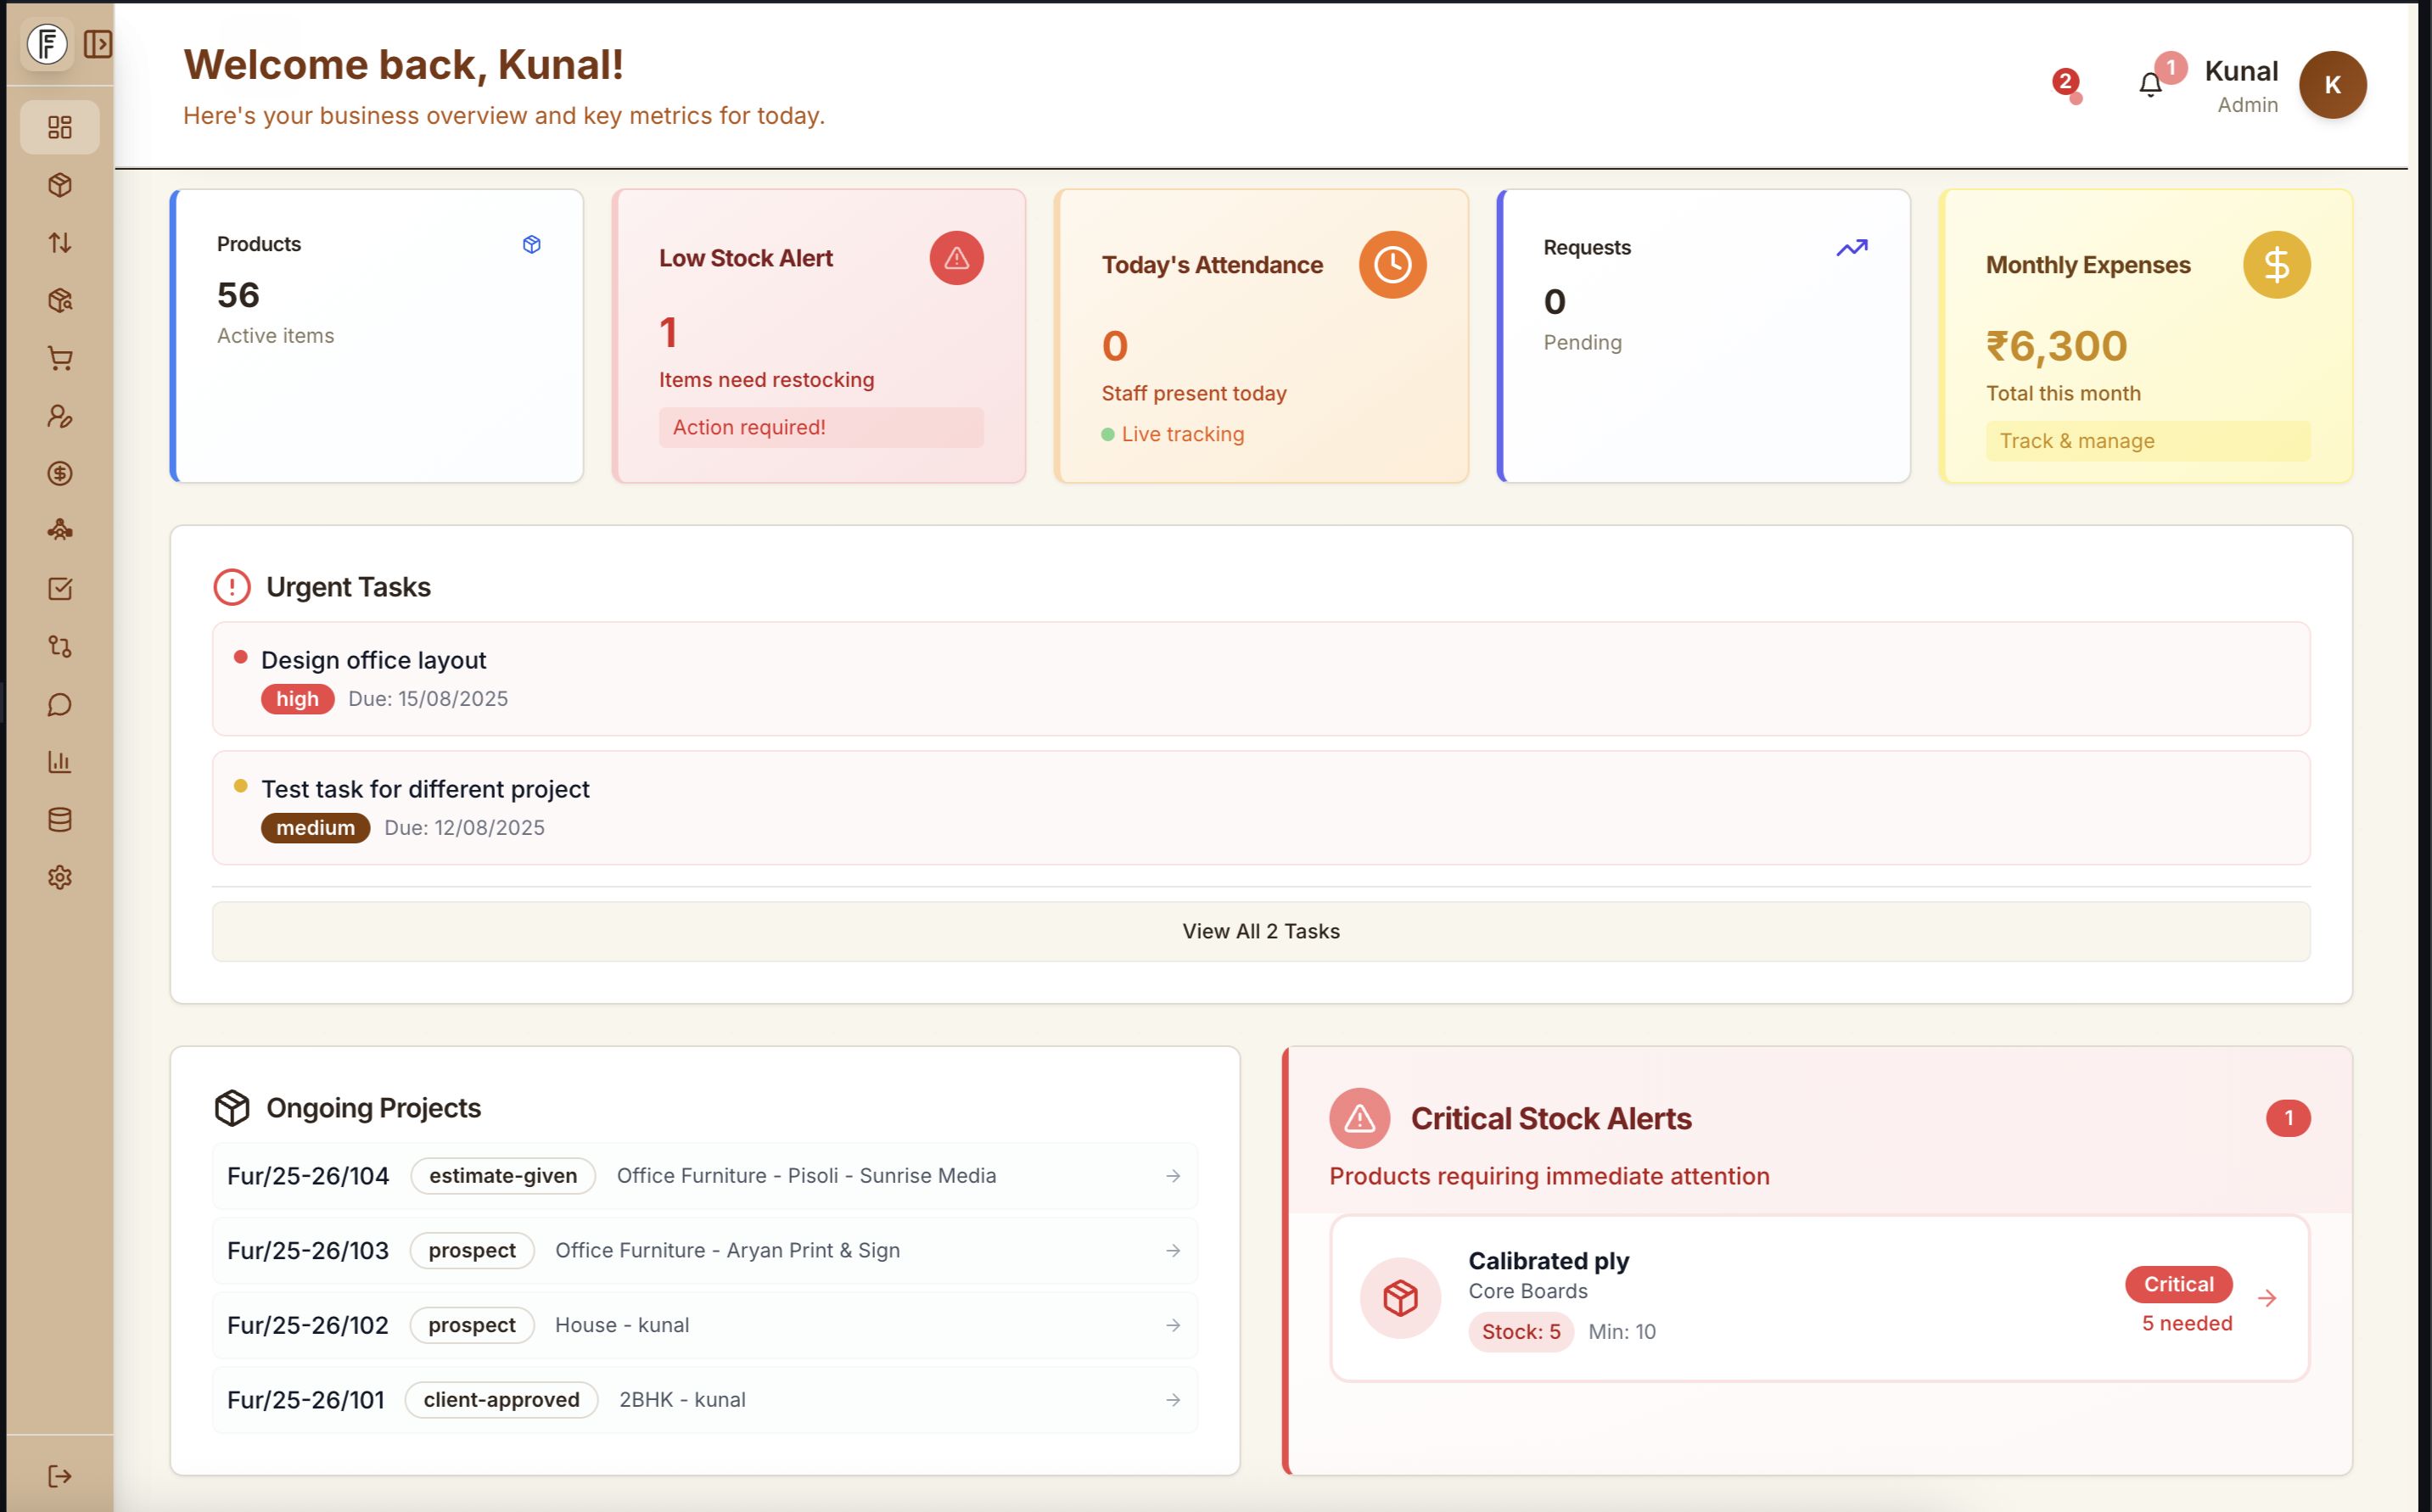 Welcome back, Kunal!
Here's your business overview and key metrics for today.
2
1
Kunal
Admin
K
Products
56
Active items
Low Stock Alert
1
Items need restocking
Action required!
Today's Attendance
0
Staff present today
Live tracking
Requests
0
Pending
Monthly Expenses
₹6,300
Total this month
Track & manage
Urgent Tasks
Design office layout
high Due: 15/08/2025
Test task for different project
medium Due: 12/08/2025
View All 2 Tasks
Ongoing Projects
Fur/25-26/104 estimate-given Office Furniture - Pisoli - Sunrise Media
Fur/25-26/103 prospect Office Furniture - Aryan Print & Sign
Fur/25-26/102 prospect House - kunal
Fur/25-26/101 client-approved 2BHK - kunal
Critical Stock Alerts
1
Products requiring immediate attention
Calibrated ply
Core Boards
Stock: 5 Min: 10
Critical
5 needed